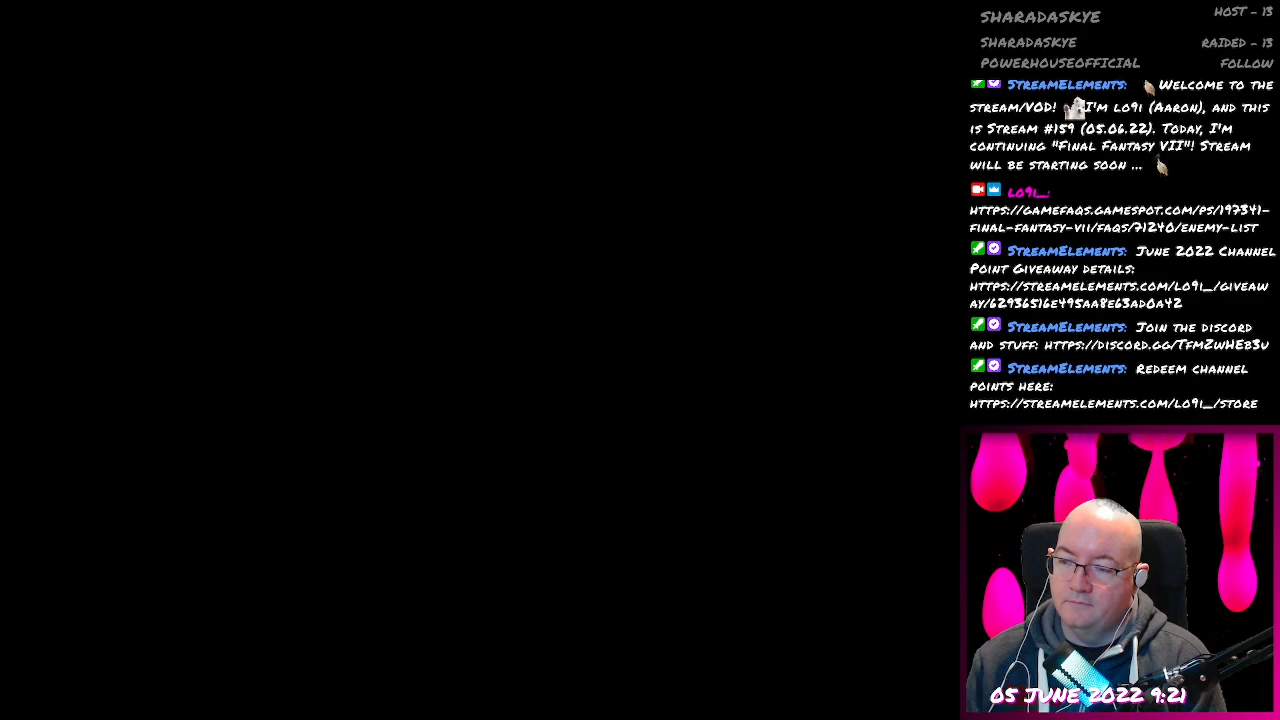 SHARADASKYE HOST - 13
SHARADASKYE RAIDED - 13
POWERHOUSEOFFICIAL FOLLOW
STREAMELEMENTS: WELCOME TO THE
STREAM/VOD! I'M LO9I (AARON), AND THIS
IS STREAM #159 (05.06.22). TODAY, I'M
CONTINUING "FINAL FANTASY VII"! STREAM
WILL BE STARTING SOON ...
LO9I_:
HTTPS://GAMEFAQS.GAMESPOT.COM/PS/197341-
FINAL-FANTASY-VII/FAQS/71240/ENEMY-LIST
STREAMELEMENTS: JUNE 2022 CHANNEL
POINT GIVEAWAY DETAILS:
HTTPS://STREAMELEMENTS.COM/LO9I_/GIVEAW
AY/62936516E495AA8E63AD0A42
STREAMELEMENTS: JOIN THE DISCORD
AND STUFF: HTTPS://DISCORD.GG/TFMZWHE83U
STREAMELEMENTS: REDEEM CHANNEL
POINTS HERE:
HTTPS://STREAMELEMENTS.COM/LO9I_/STORE
05 JUNE 2022 9:21